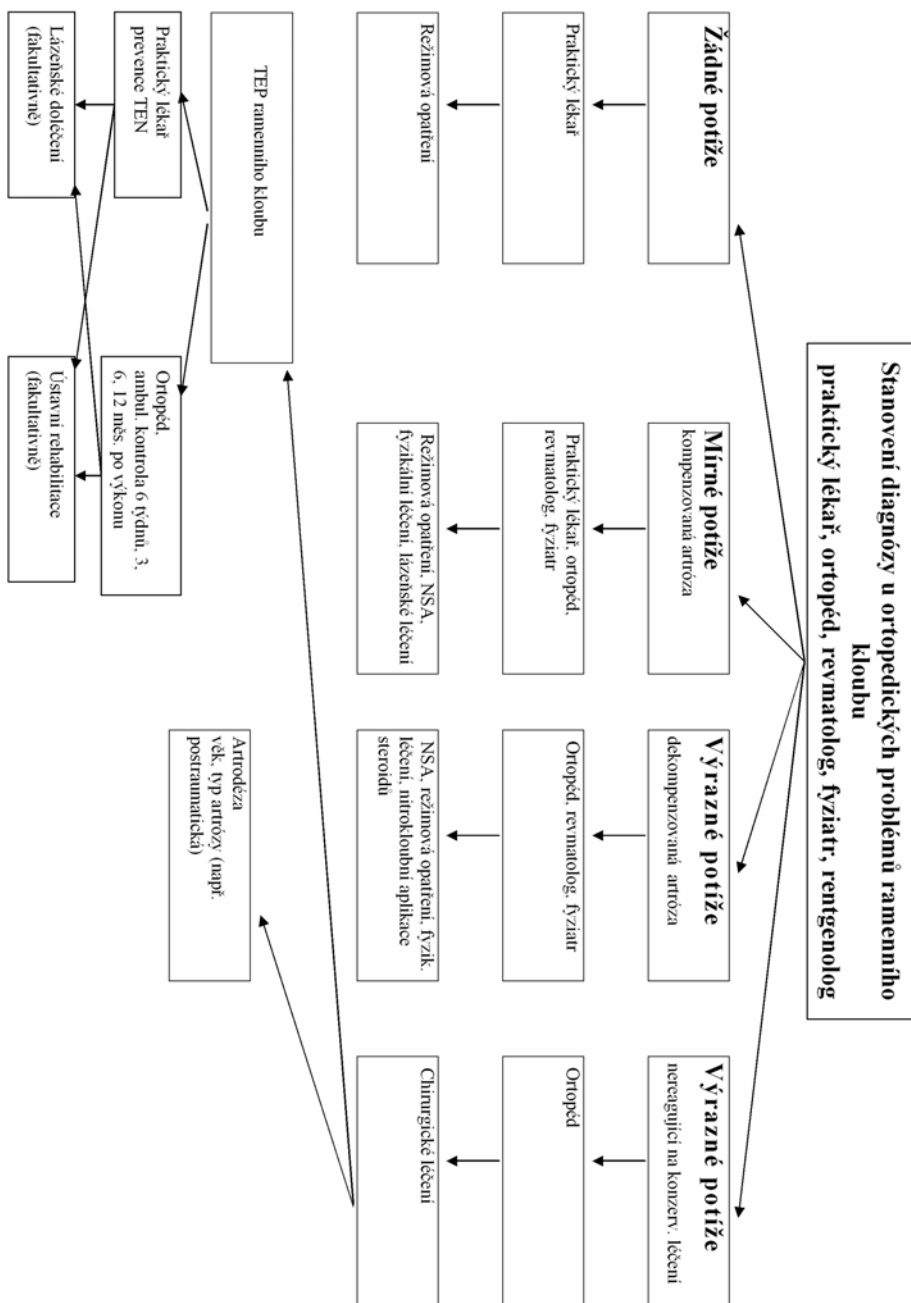 Stanovení diagnózy u ortopedických problémů ramenního
kloubu
praktický lékař, ortopéd, revmatolog, fyziatr, rentgenolog
Žádné potíže
Mírné potíže
kompenzovaná artróza
Výrazné potíže
dekompenzovaná artróza
Výrazné potíže
nereagující na konzerv. léčení
Praktický lékař
Praktický lékař, ortopéd,
revmatolog, fyziatr
Ortopéd, revmatolog, fyziatr
Ortopéd
Režimová opatření
Režimová opatření, NSA,
fyzikální léčení, lázeňské léčení
NSA, režimová opatření, fyzik.
léčení, nitrokloubní aplikace
steroidů
Chirurgické léčení
TEP ramenního kloubu
Artrodéza
věk, typ artrózy (např.
postraumatická)
Praktický lékař
prevence TEN
Ortopéd,
ambul. kontrola 6 týdnů, 3,
6, 12 měs. po výkonu
Lázeňské doléčení
(fakultativně)
Ústavní rehabilitace
(fakultativně)